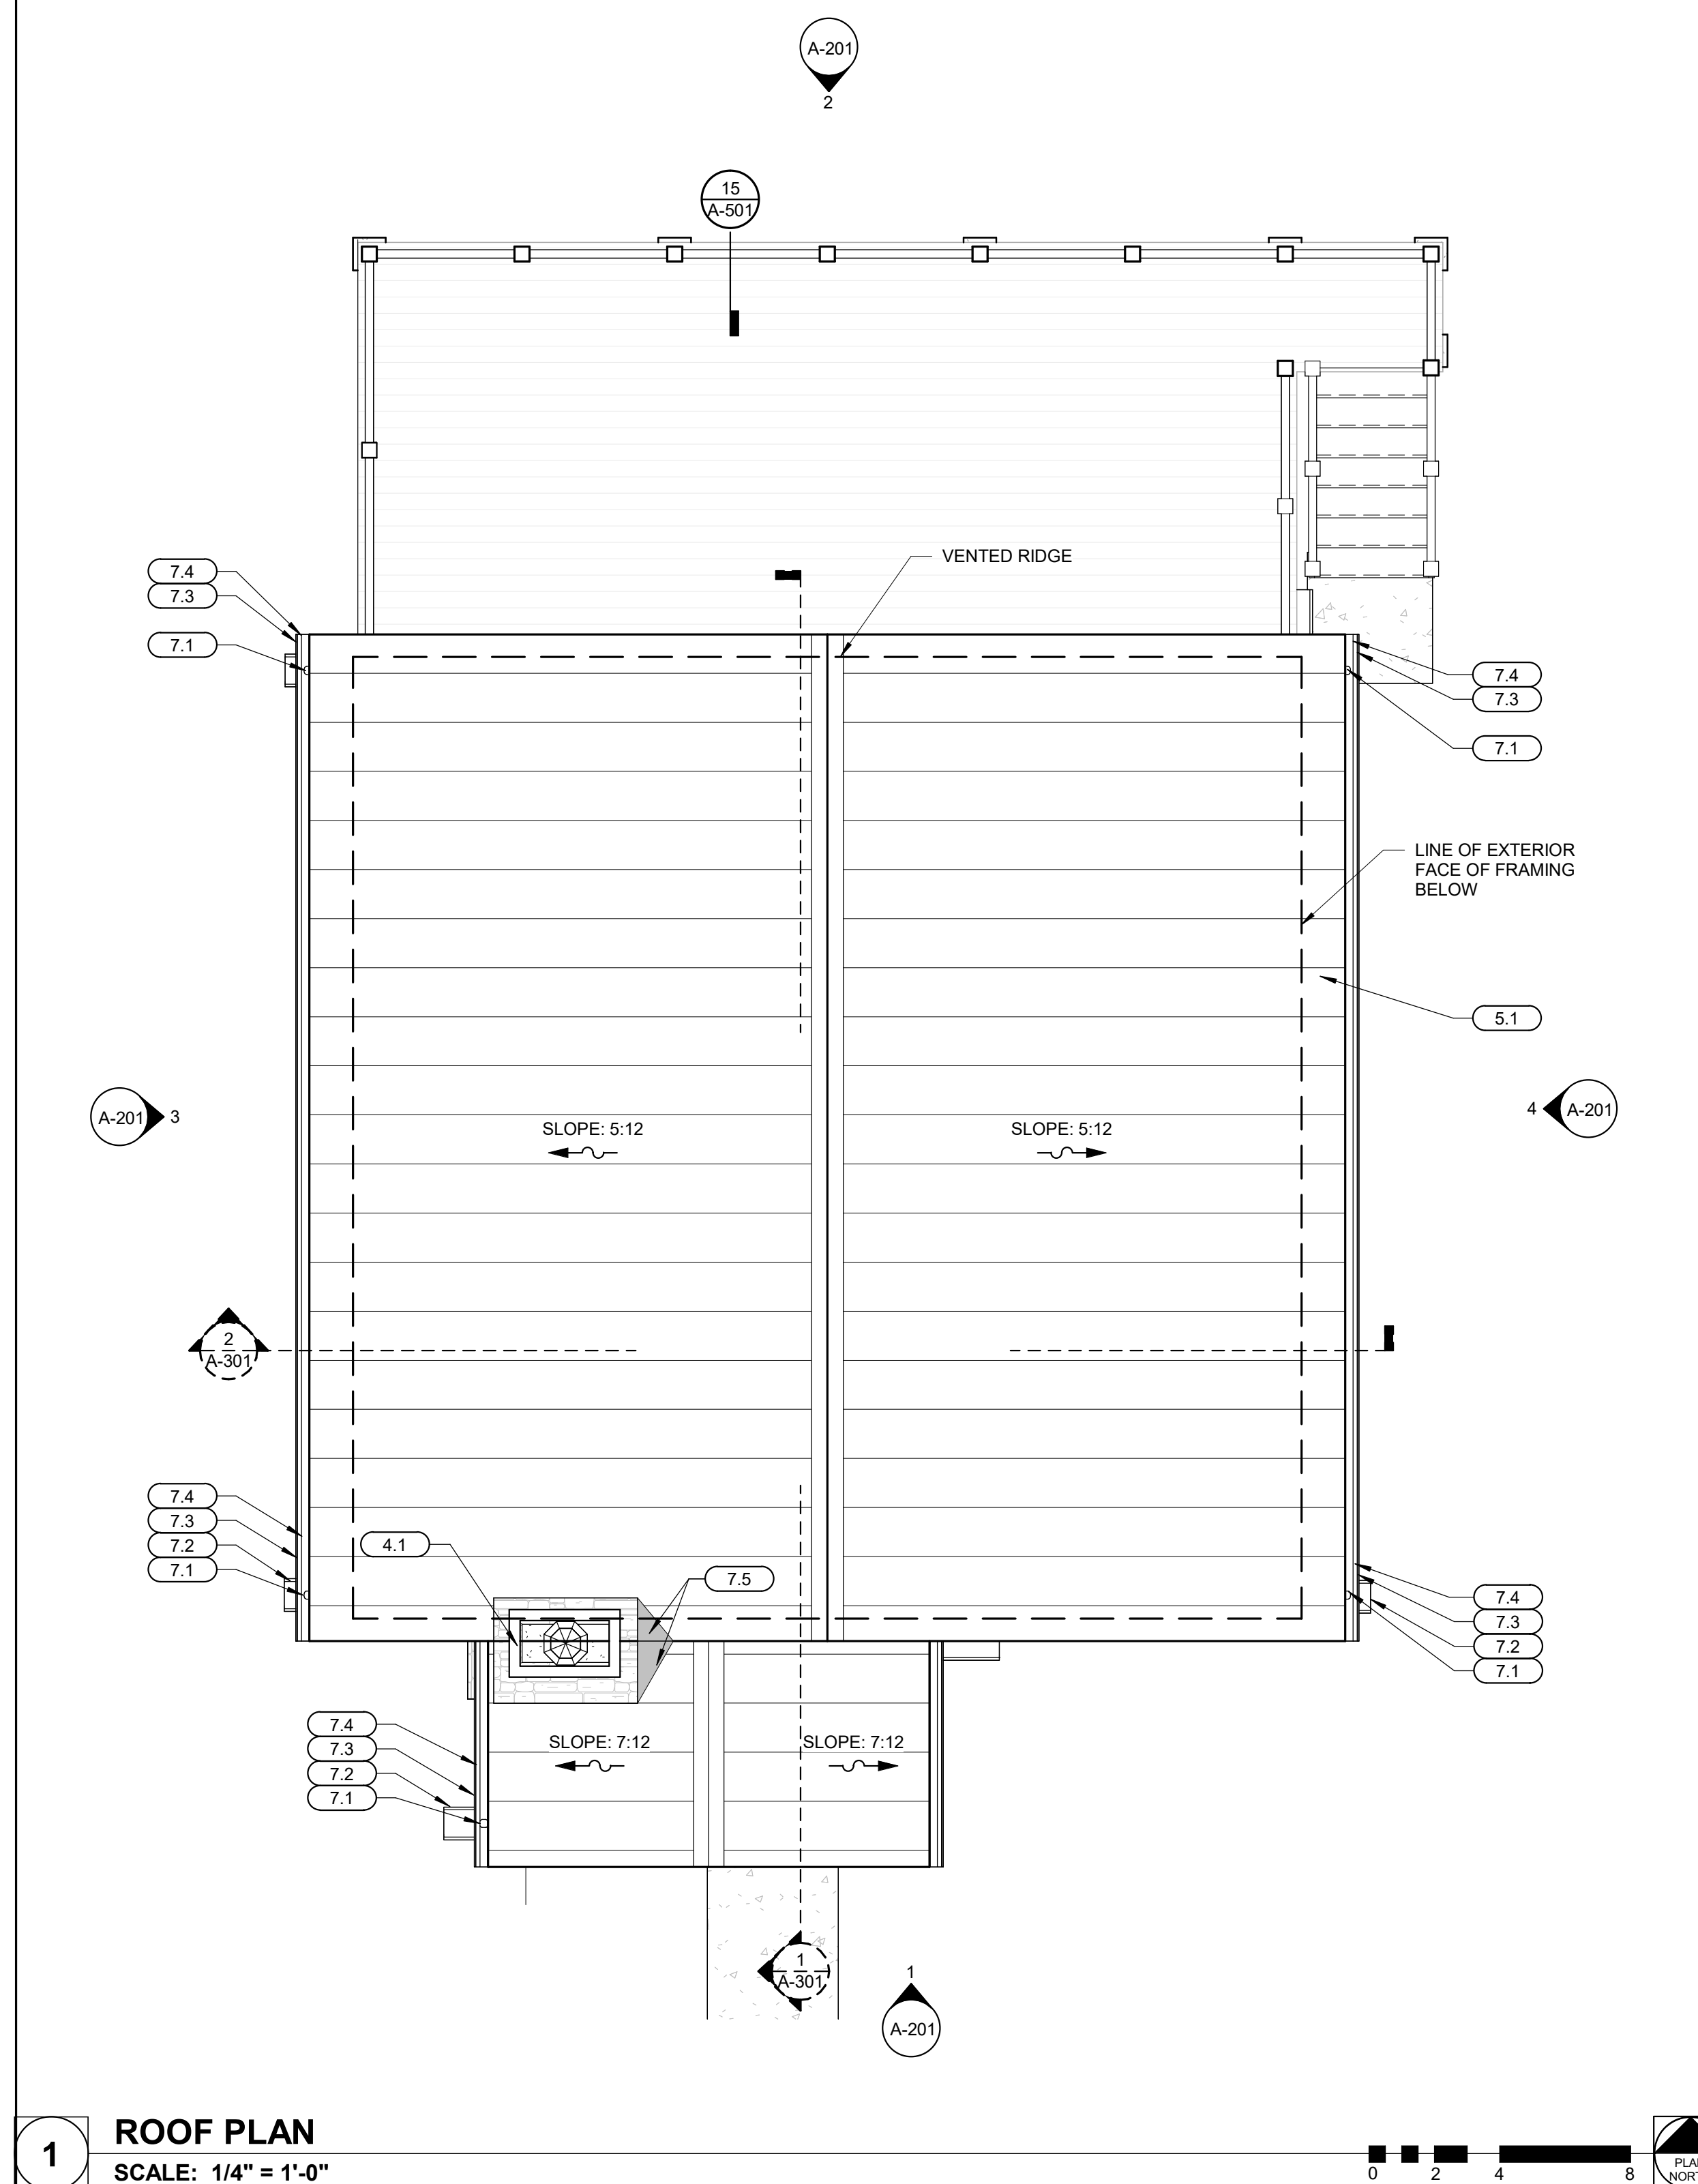 A-201
2
15
A-501
VENTED RIDGE
7.4
7.3
7.1
7.4
7.3
7.1
LINE OF EXTERIOR
FACE OF FRAMING
BELOW
5.1
A-201
3
SLOPE: 5:12
SLOPE: 5:12
4
A-201
2
A-301
7.4
7.3
7.2
7.1
4.1
7.5
7.4
7.3
7.2
7.1
7.4
7.3
7.2
7.1
SLOPE: 7:12
SLOPE: 7:12
1
A-301
1
A-201
1
ROOF PLAN
SCALE: 1/4" = 1'-0"
0
2
4
8